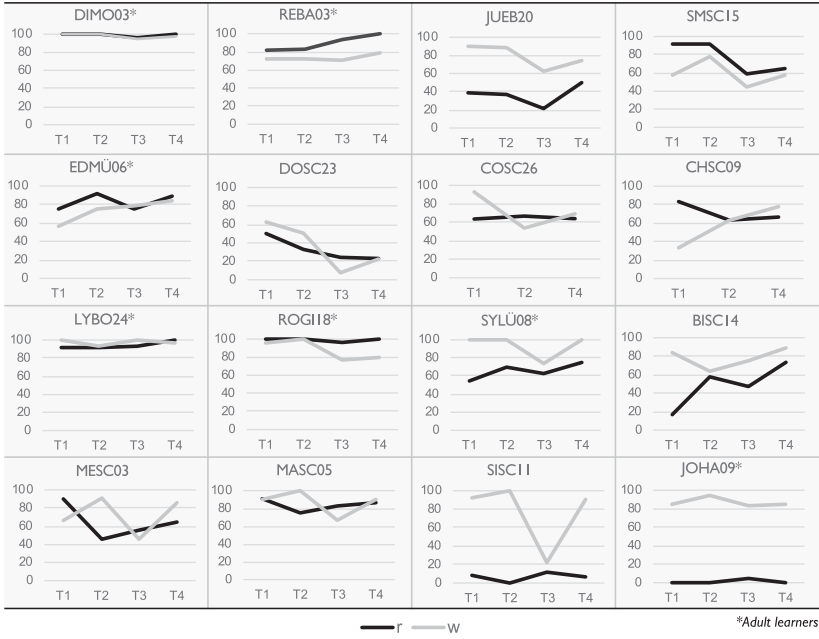 DIMO03*
100
80
60
40
20
0
T1 T2 T3 T4
REBA03*
100
80
60
40
20
0
T1 T2 T3 T4
JUEB20
100
80
60
40
20
0
T1 T2 T3 T4
SMSC15
100
80
60
40
20
0
T1 T2 T3 T4
EDMÜ06*
100
80
60
40
20
0
T1 T2 T3 T4
DOSC23
100
80
60
40
20
0
T1 T2 T3 T4
COSC26
100
80
60
40
20
0
T1 T2 T3 T4
CHSC09
100
80
60
40
20
0
T1 T2 T3 T4
LYBO24*
100
80
60
40
20
0
T1 T2 T3 T4
ROGI18*
100
80
60
40
20
0
T1 T2 T3 T4
SYLÜ08*
100
80
60
40
20
0
T1 T2 T3 T4
BISC14
100
80
60
40
20
0
T1 T2 T3 T4
MESC03
100
80
60
40
20
0
T1 T2 T3 T4
MASC05
100
80
60
40
20
0
T1 T2 T3 T4
SISC11
100
80
60
40
20
0
T1 T2 T3 T4
JOHA09*
100
80
60
40
20
0
T1 T2 T3 T4
r w
*Adult learners